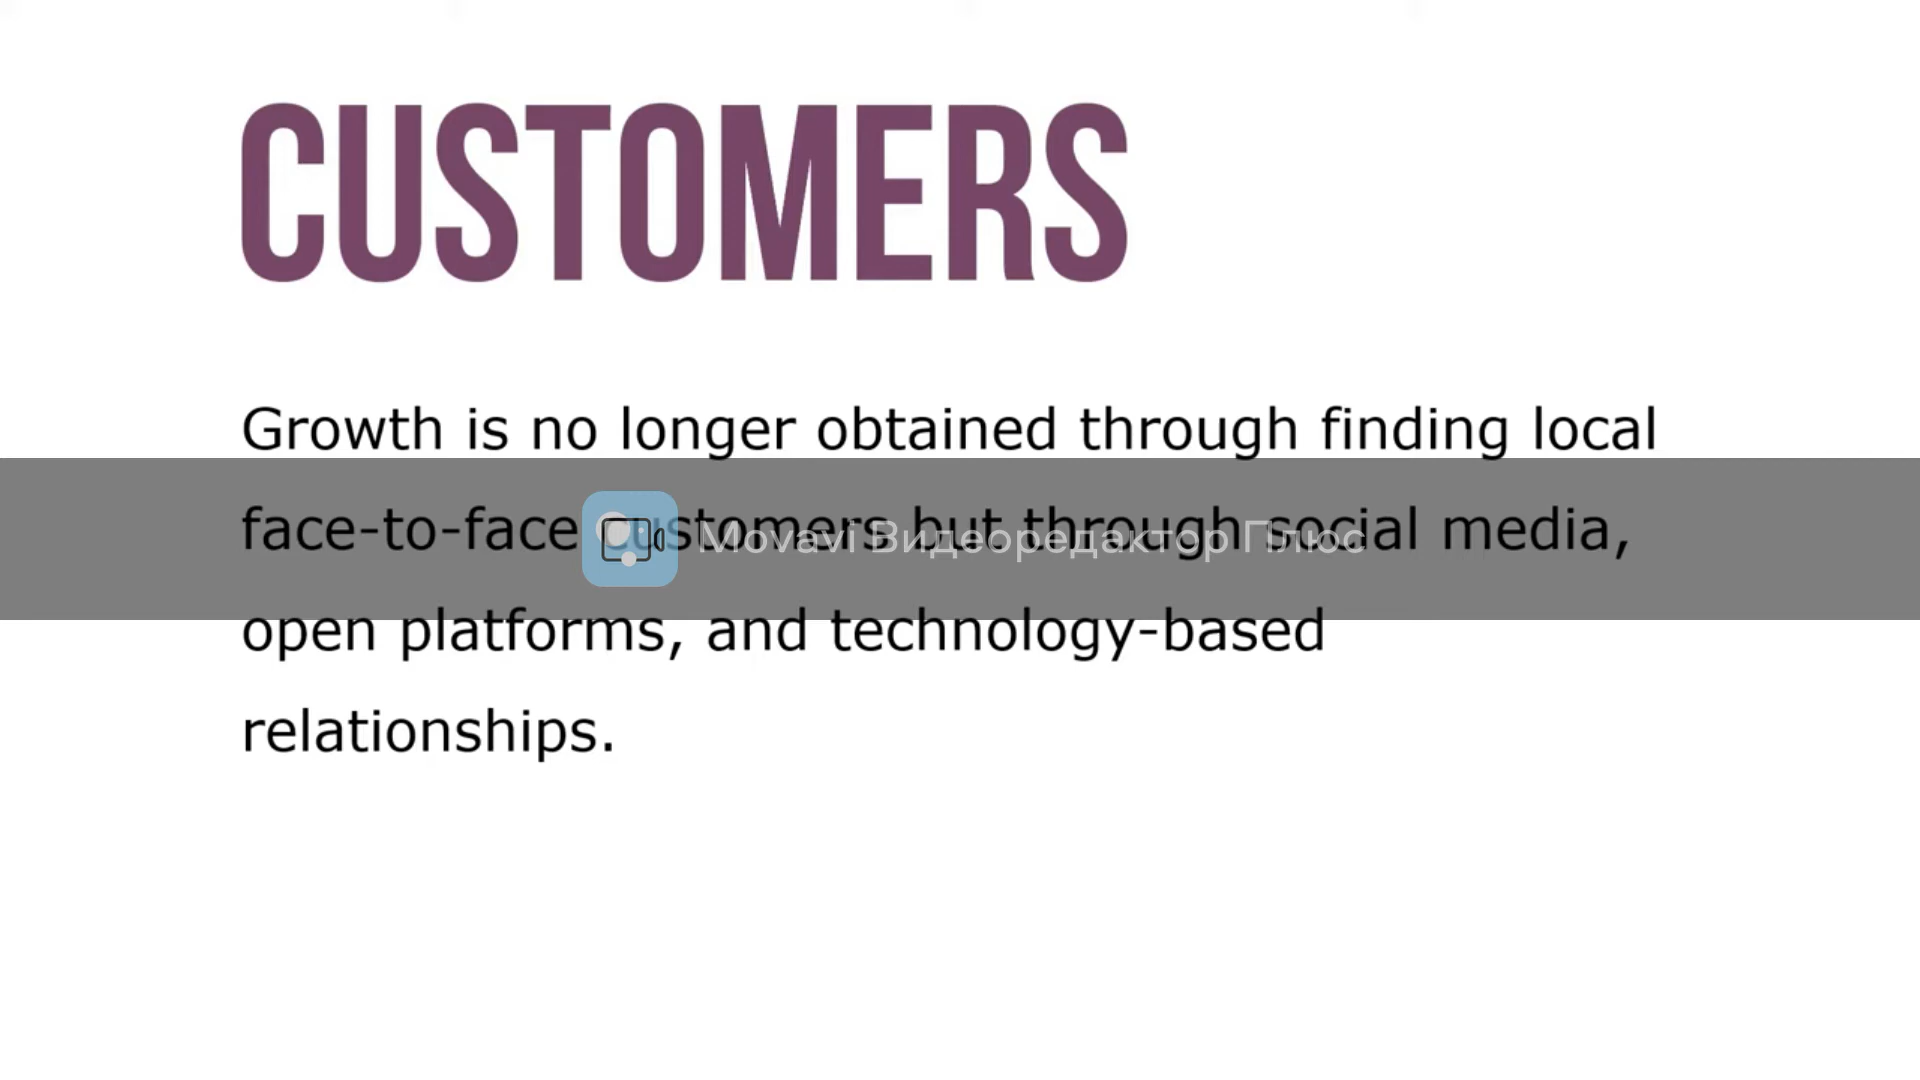 CUSTOMERS
Growth is no longer obtained through finding local
face-to-face customers but through social media,
Movavi Видеоредактор Плюс
open platforms, and technology-based
relationships.